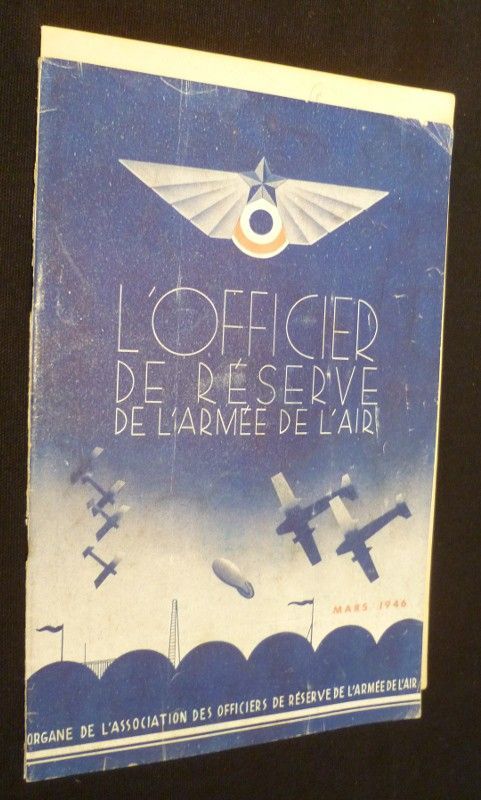 L'OFFICIER
DE RÉSERVE
DE L'ARMÉE DE L'AIR
MARS 1946
ORGANE DE L'ASSOCIATION DES OFFICIERS DE RÉSERVE DE L'ARMÉE DE L'AIR